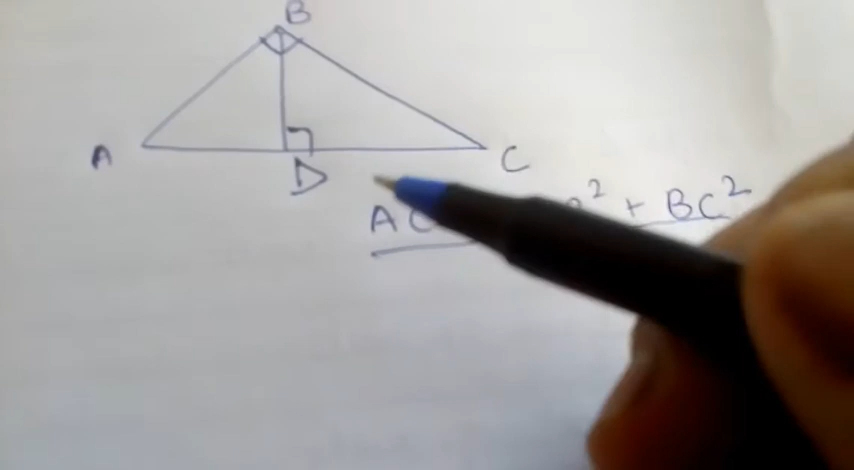 B
A
D
C
AC ² + BC²